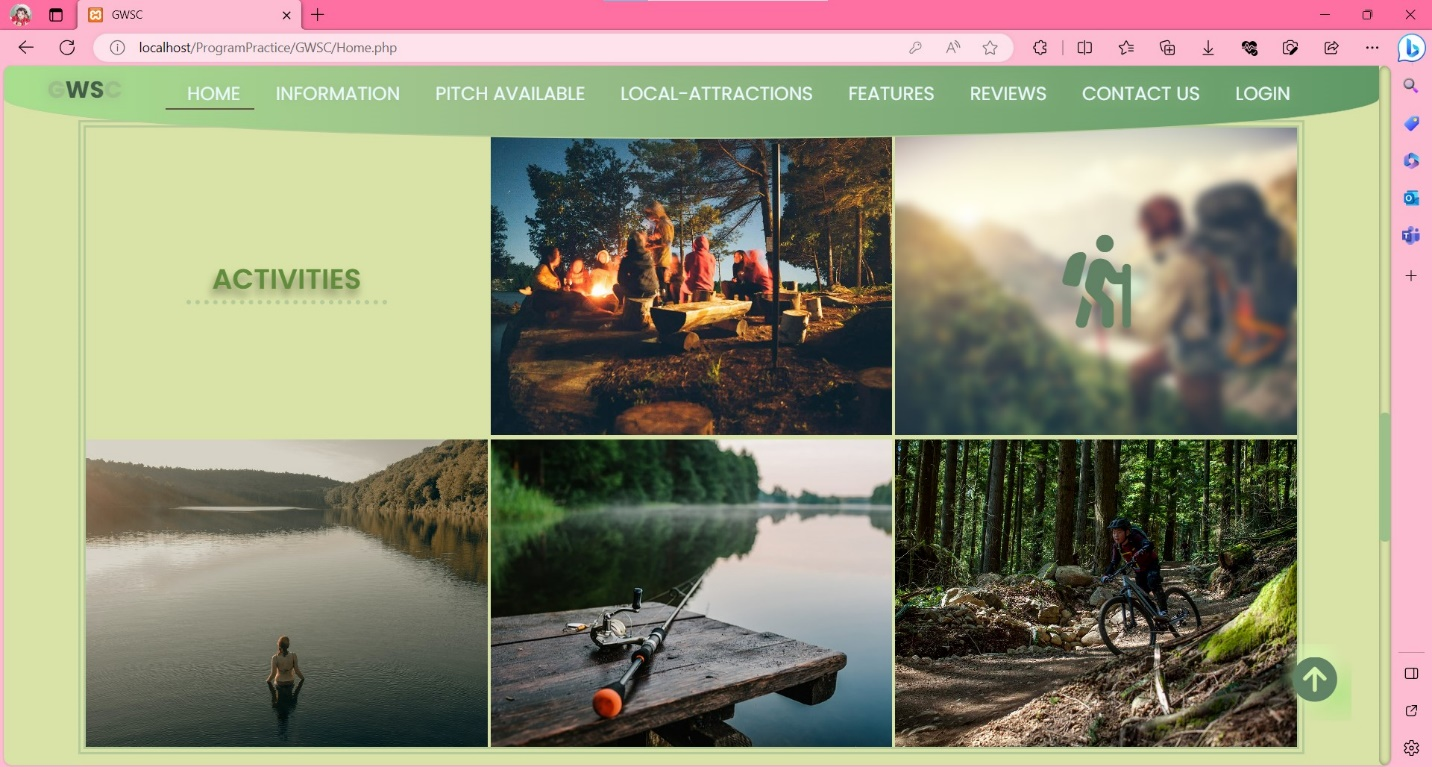 GWSC
localhost/ProgramPractice/GWSC/Home.php
GWSC
HOME INFORMATION PITCH AVAILABLE LOCAL-ATTRACTIONS FEATURES REVIEWS CONTACT US LOGIN
ACTIVITIES